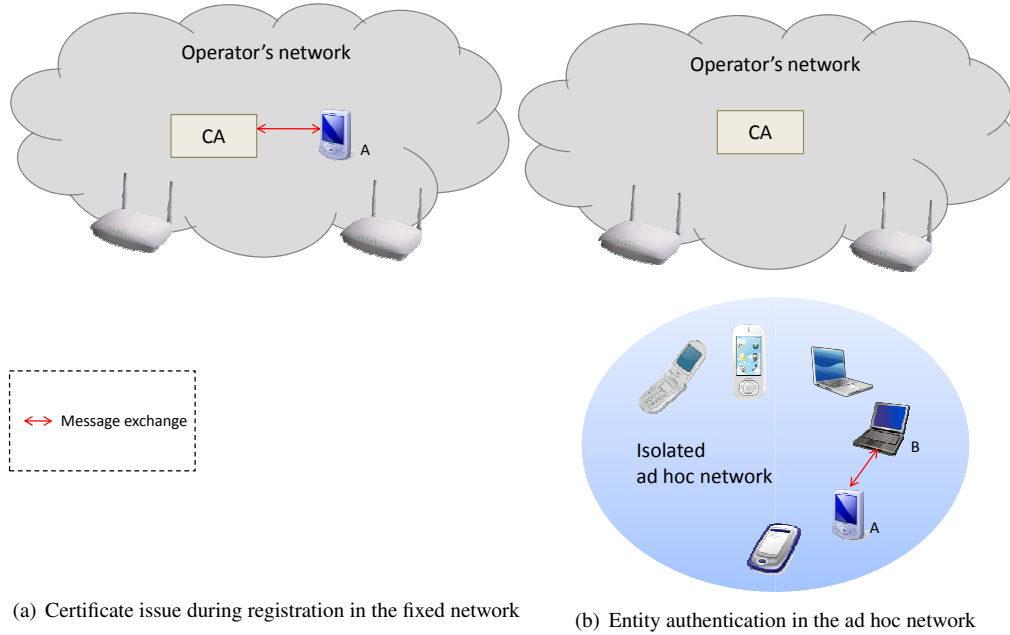 Operator's network
CA
A
Operator's network
CA
Message exchange
Isolated
ad hoc network
B
A
(a) Certificate issue during registration in the fixed network
(b) Entity authentication in the ad hoc network